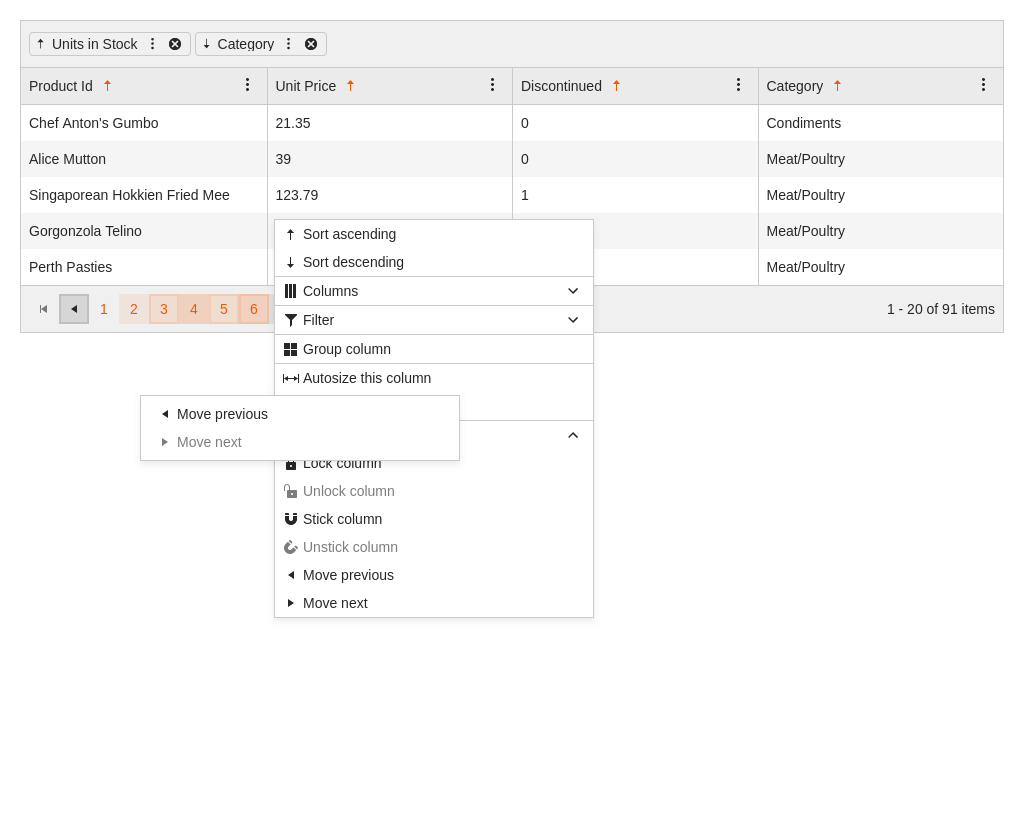 Units in Stock Category
Product Id Unit Price Discontinued Category
Chef Anton's Gumbo 21.35 0 Condiments
Alice Mutton 39 0 Meat/Poultry
Singaporean Hokkien Fried Mee 123.79 1 Meat/Poultry
Gorgonzola Telino Meat/Poultry
Perth Pasties Meat/Poultry
1 2 3 4 5 6 1 - 20 of 91 items
Sort ascending
Sort descending
Columns
Filter
Group column
Autosize this column
Move previous
Move next
Lock column
Unlock column
Stick column
Unstick column
Move previous
Move next